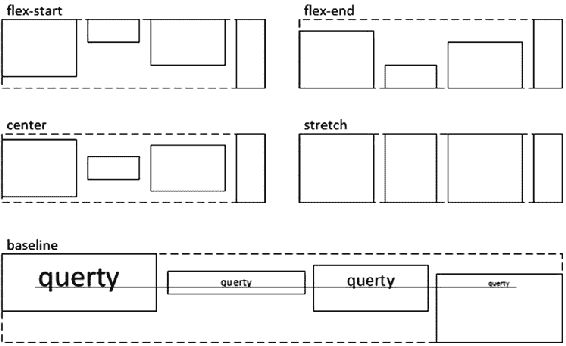 flex-start
flex-end
center
stretch
baseline
querty
querty
querty
querty